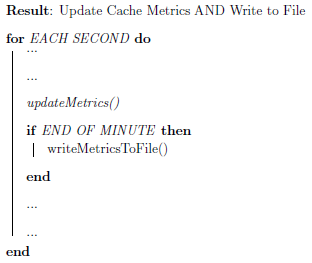 Result: Update Cache Metrics AND Write to File
for EACH SECOND do
...
...
updateMetrics()
if END OF MINUTE then
writeMetricsToFile()
end
...
...
end